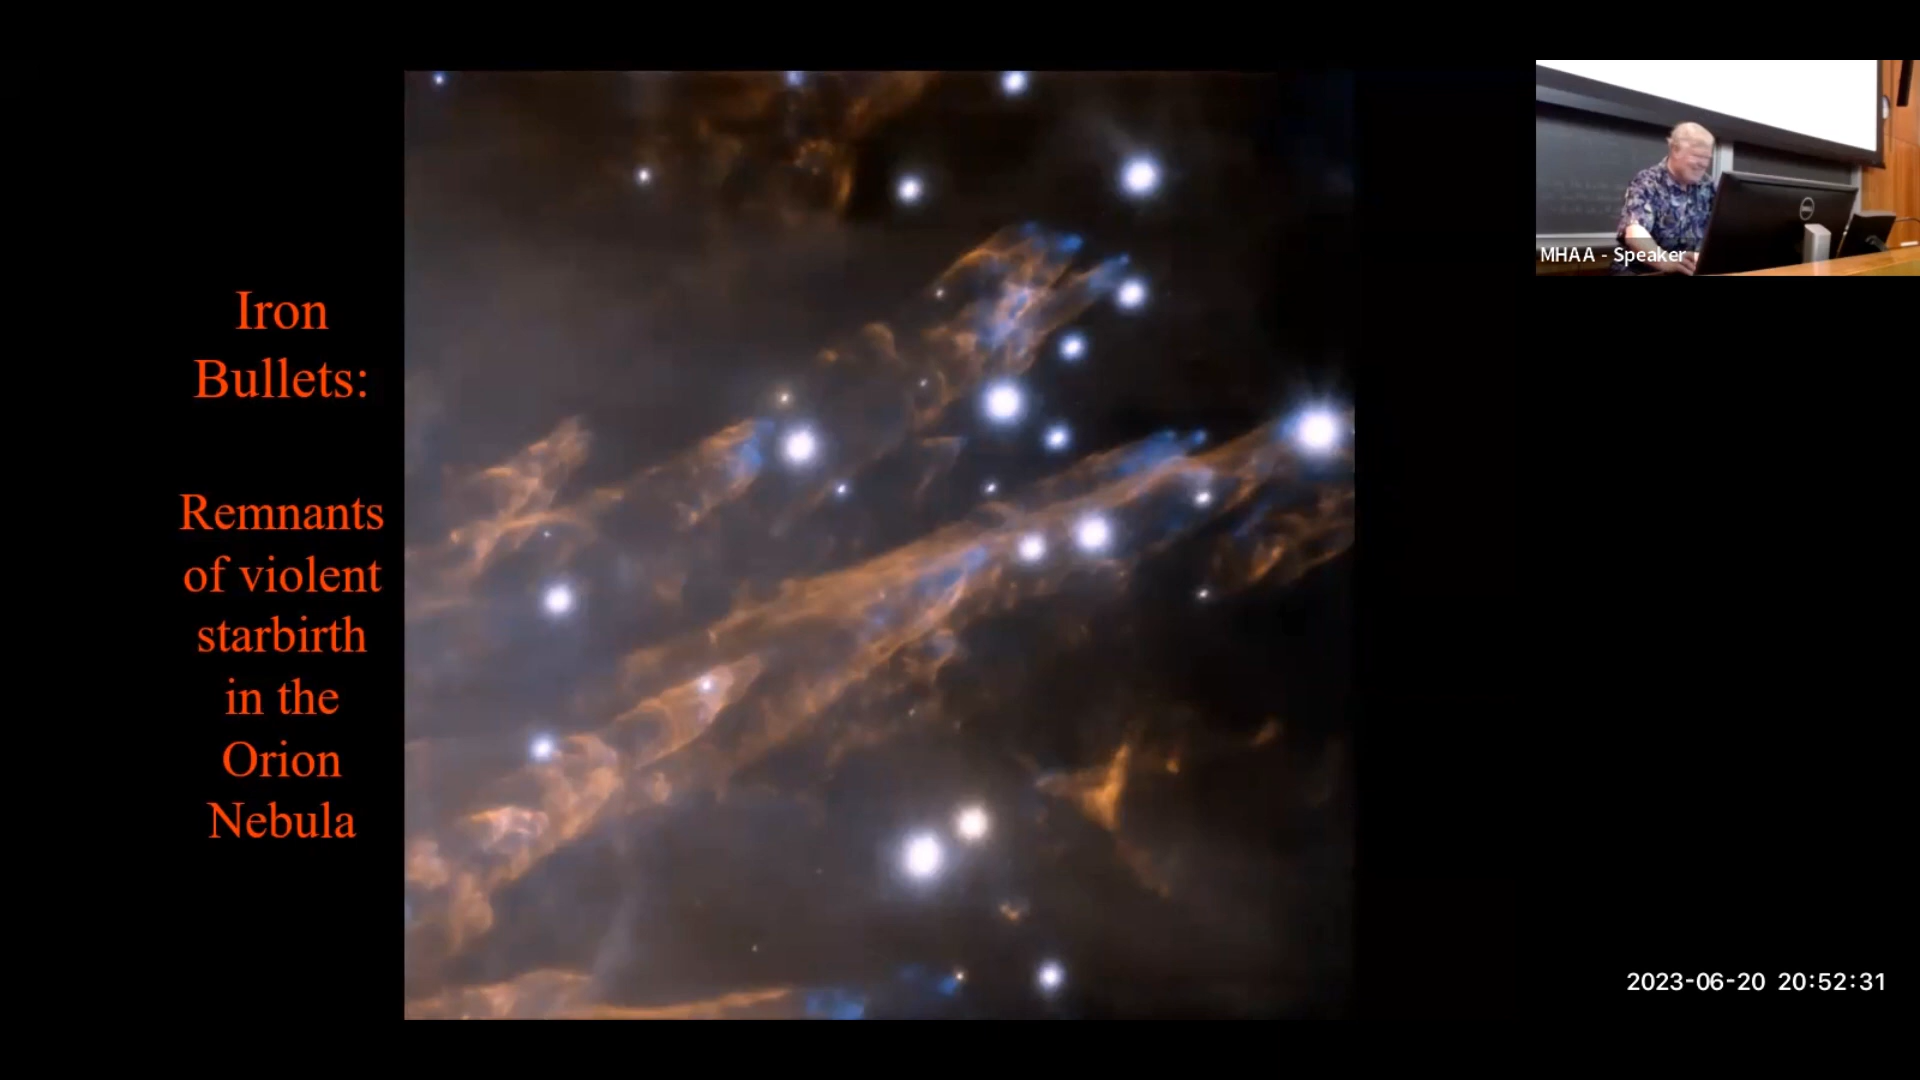 Iron
Bullets:
Remnants
of violent
starbirth
in the
Orion
Nebula
MHAA - Speaker
2023-06-20 20:52:31